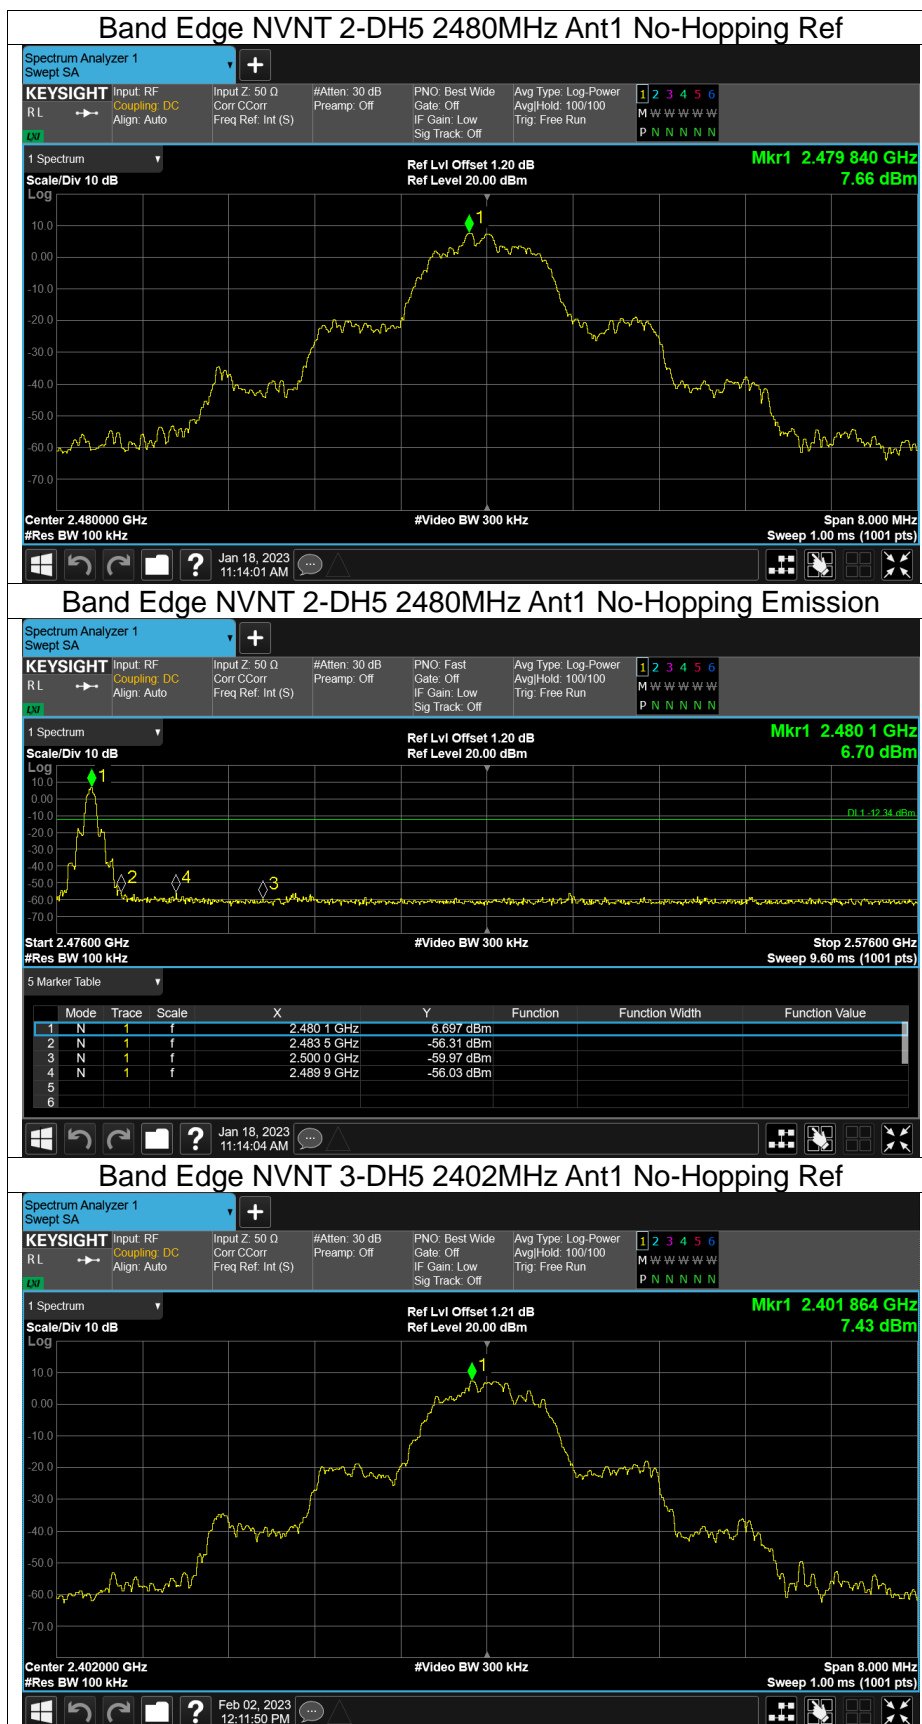 Band Edge NVNT 2-DH5 2480MHz Ant1 No-Hopping Ref
Spectrum Analyzer 1
Swept SA
KEYSIGHT Input: RF Input Z: 50 Ω #Atten: 30 dB PNO: Best Wide Avg Type: Log-Power 1 2 3 4 5 6
R L Coupling: DC Corr CCorr Preamp: Off Gate: Off Avg|Hold: 100/100 M W W W W W
Align: Auto Freq Ref: Int (S) IF Gain: Low Trig: Free Run
LXI Sig Track: Off P N N N N N
1 Spectrum Ref Lvl Offset 1.20 dB Mkr1 2.479 840 GHz
Scale/Div 10 dB Ref Level 20.00 dBm 7.66 dBm
Log
1
10.0
0.00
-10.0
-20.0
-30.0
-40.0
-50.0
-60.0
-70.0
Center 2.480000 GHz #Video BW 300 kHz Span 8.000 MHz
#Res BW 100 kHz Sweep 1.00 ms (1001 pts)
Jan 18, 2023
11:14:01 AM
Band Edge NVNT 2-DH5 2480MHz Ant1 No-Hopping Emission
Spectrum Analyzer 1
Swept SA
KEYSIGHT Input: RF Input Z: 50 Ω #Atten: 30 dB PNO: Fast Avg Type: Log-Power 1 2 3 4 5 6
R L Coupling: DC Corr CCorr Preamp: Off Gate: Off Avg|Hold: 100/100 M W W W W W
Align: Auto Freq Ref: Int (S) IF Gain: Low Trig: Free Run
LXI Sig Track: Off P N N N N N
1 Spectrum Ref Lvl Offset 1.20 dB Mkr1 2.480 1 GHz
Scale/Div 10 dB Ref Level 20.00 dBm 6.70 dBm
Log 1
10.0
0.00
-10.0 DL1 -12.34 dBm
-20.0
-30.0
-40.0
-50.0 2 4 3
-60.0
-70.0
Start 2.47600 GHz #Video BW 300 kHz Stop 2.57600 GHz
#Res BW 100 kHz Sweep 9.60 ms (1001 pts)
5 Marker Table
Mode Trace Scale X Y Function Function Width Function Value
1 N 1 f 2.480 1 GHz 6.697 dBm
2 N 1 f 2.483 5 GHz -56.31 dBm
3 N 1 f 2.500 0 GHz -59.97 dBm
4 N 1 f 2.489 9 GHz -56.03 dBm
5
6
Jan 18, 2023
11:14:04 AM
Band Edge NVNT 3-DH5 2402MHz Ant1 No-Hopping Ref
Spectrum Analyzer 1
Swept SA
KEYSIGHT Input: RF Input Z: 50 Ω #Atten: 30 dB PNO: Best Wide Avg Type: Log-Power 1 2 3 4 5 6
R L Coupling: DC Corr CCorr Preamp: Off Gate: Off Avg|Hold: 100/100 M W W W W W
Align: Auto Freq Ref: Int (S) IF Gain: Low Trig: Free Run
LXI Sig Track: Off P N N N N N
1 Spectrum Ref Lvl Offset 1.21 dB Mkr1 2.401 864 GHz
Scale/Div 10 dB Ref Level 20.00 dBm 7.43 dBm
Log
1
10.0
0.00
-10.0
-20.0
-30.0
-40.0
-50.0
-60.0
-70.0
Center 2.402000 GHz #Video BW 300 kHz Span 8.000 MHz
#Res BW 100 kHz Sweep 1.00 ms (1001 pts)
Feb 02, 2023
12:11:50 PM